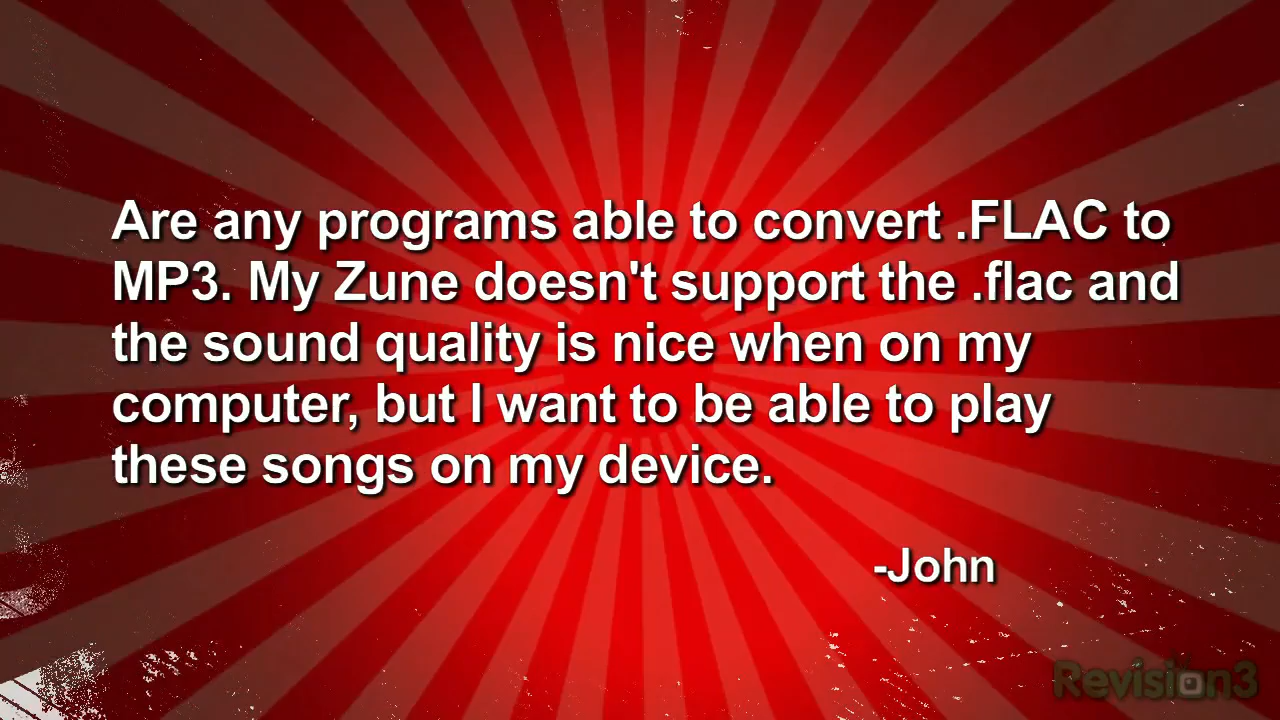 Are any programs able to convert .FLAC to
MP3. My Zune doesn't support the .flac and
the sound quality is nice when on my
computer, but I want to be able to play
these songs on my device.
-John
Revision3